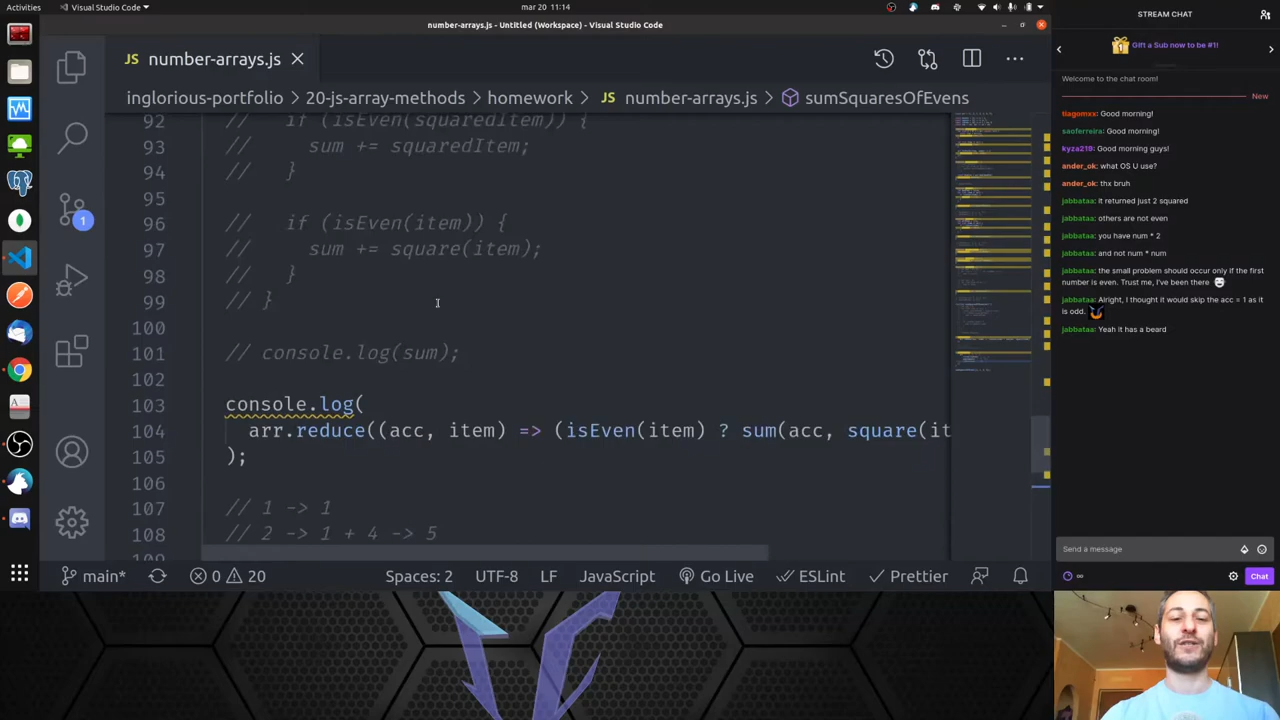 Activities
Visual Studio Code
mar 20 11:14
number-arrays.js - Untitled (Workspace) - Visual Studio Code
JS number-arrays.js
inglorious-portfolio > 20-js-array-methods > homework > JS number-arrays.js > sumSquaresOfEvens
92 // if (isEven(squaredItem)) {
93 // sum += squaredItem;
94 // }
95
96 // if (isEven(item)) {
97 // sum += square(item);
98 // }
99 // }
100
101 // console.log(sum);
102
103 console.log(
104 arr.reduce((acc, item) => (isEven(item) ? sum(acc, square(it
105 );
106
107 // 1 -> 1
108 // 2 -> 1 + 4 -> 5
109
1
main*
0 20
Spaces: 2
UTF-8
LF
JavaScript
Go Live
ESLint
Prettier
STREAM CHAT
Gift a Sub now to be #1!
Welcome to the chat room!
New
tiagomxx: Good morning!
saoferreira: Good morning!
kyza219: Good morning guys!
ander_ok: what OS U use?
ander_ok: thx bruh
jabbataa: it returned just 2 squared
jabbataa: others are not even
jabbataa: you have num * 2
jabbataa: and not num * num
jabbataa: the small problem should occur only if the first
number is even. Trust me, I've been there
jabbataa: Alright, I thought it would skip the acc = 1 as it
is odd.
jabbataa: Yeah it has a beard
Send a message
Chat